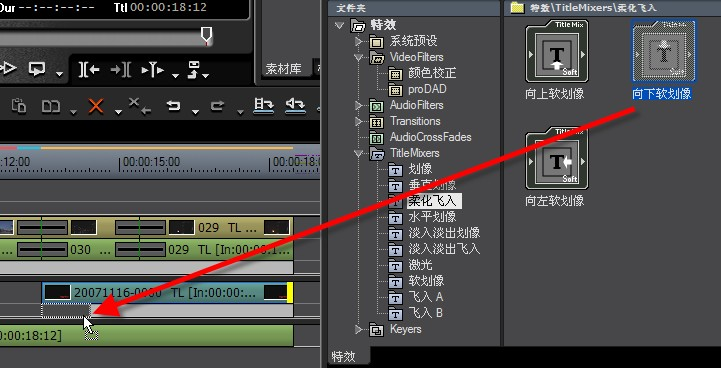 Dur --:--:--:--
Ttl 00:00:18:12
素材库
00:00:15:00
00:00:18:0
029 TL ...
030 ...
029 TL [In:00:00:1...
20071116-0000 TL [In:00:00:...
0:00:18:12]
文件夹
特效
系统预设
VideoFilters
颜色校正
proDAD
AudioFilters
Transitions
AudioCrossFades
TitleMixers
划像
垂直划像
柔化飞入
水平划像
淡入淡出划像
淡入淡出飞入
激光
软划像
飞入 A
飞入 B
Keyers
特效
特效\TitleMixers\柔化飞入
Title Mix
T
Soft
向上软划像
Title Mix
T
Soft
向下软划像
Title Mix
T
Soft
向左软划像